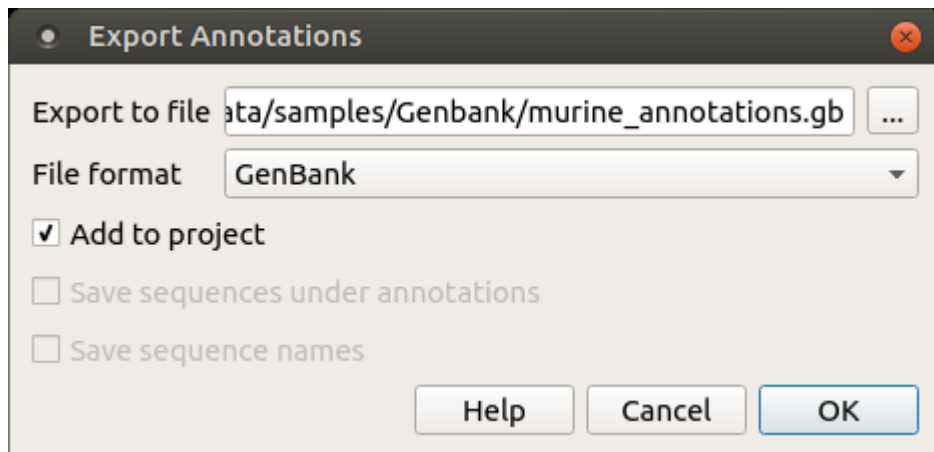 Export Annotations
Export to file ata/samples/Genbank/murine_annotations.gb ...
File format GenBank
Add to project
Save sequences under annotations
Save sequence names
Help Cancel OK